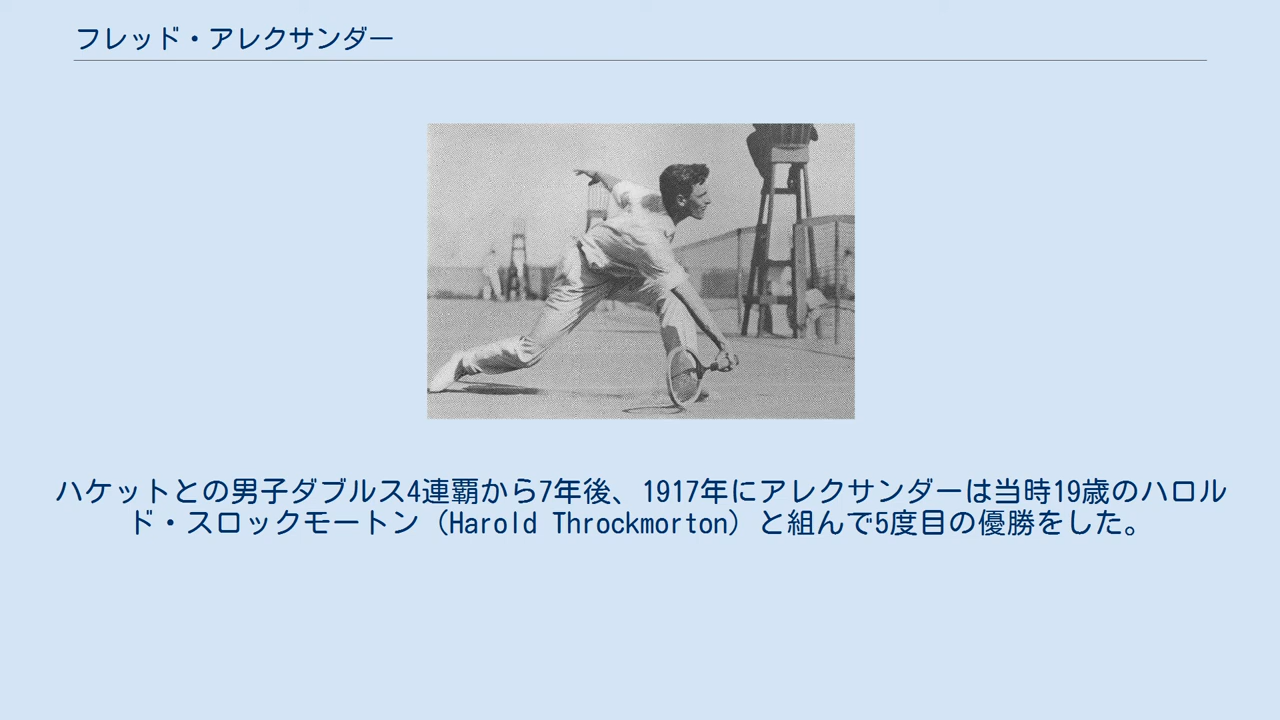 フレッド・アレクサンダー
ハケットとの男子ダブルス4連覇から7年後、1917年にアレクサンダーは当時19歳のハロル
ド・スロックモートン（Harold Throckmorton）と組んで5度目の優勝をした。